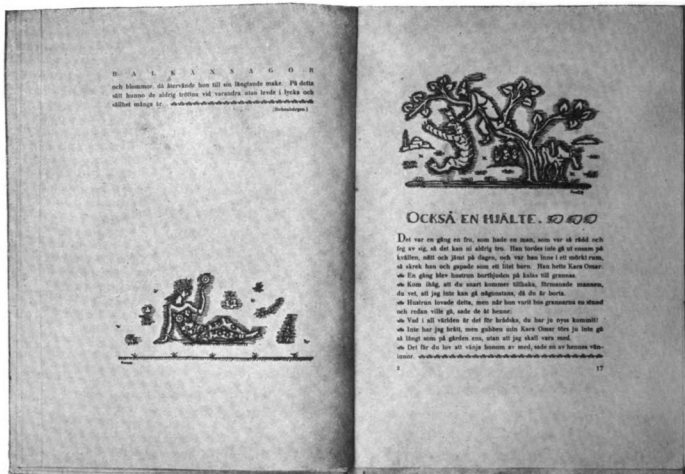 BALKANSAGOR
och blommor, då återvände hon till sin längtande make. På detta
sätt hunno de aldrig tröttna vid varandra utan levde i lycka och
sällhet många år.
OCKSÅ EN HJÄLTE.
Det var en gång en fru, som hade en man, som var så rädd och
feg av sig, så det kan ni aldrig tro. Han tordes inte gå ut ensam på
kvällen, nätt och jämt på dagen, och var han inne i ett mörkt rum,
så skrek han och gapade som ett litet barn. Han hette Kara Omar.
En gång blev hustrun bortbjuden på kalas till grannas.
Kom ihåg, att du snart kommer tillbaka, förmanade mannen,
du vet, att jag inte kan gå någonstans, då du är borta.
Hustrun lovade detta, men när hon varit hos grannarna en stund
och redan ville gå, sade de åt henne:
Vad i all världen är det för brådska, du har ju nyss kommit!
Inte har jag brått, men gubben min Kara Omar törs ju inte gå
så långt som på gården ens, utan att jag skall vara med.
Det får du lov att vänja honom av med, sade en av hennes vän-
innor.
17